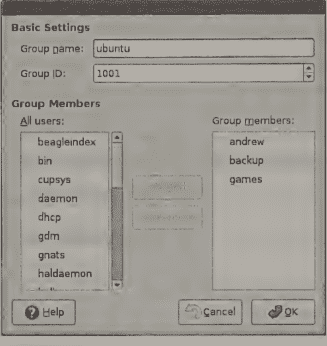 Basic Settings
Group name: ubuntu
Group ID: 1001
Group Members
All users:
beagleindex
bin
cupsys
daemon
dhcp
gdm
gnats
haldaemon
Group members:
andrew
backup
games
Help
Cancel
OK